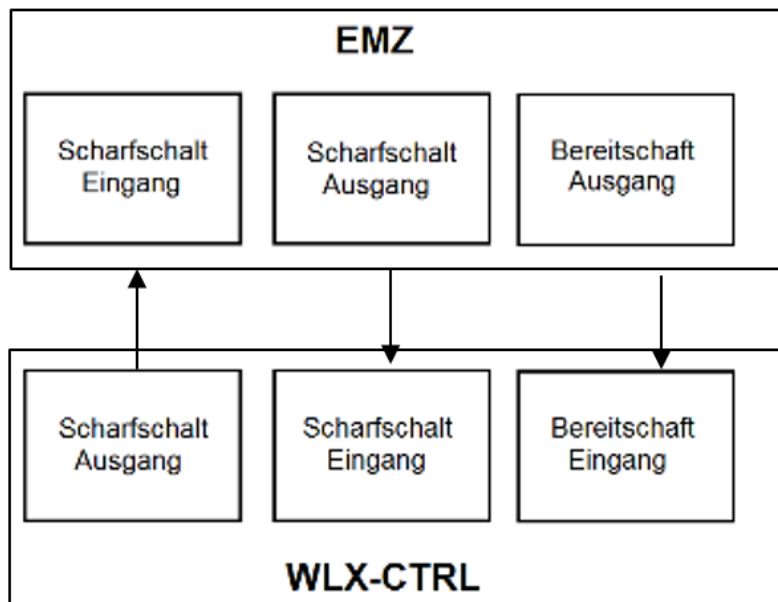 EMZ
Scharfschalt
Eingang
Scharfschalt
Ausgang
Bereitschaft
Ausgang
Scharfschalt
Ausgang
Scharfschalt
Eingang
Bereitschaft
Eingang
WLX-CTRL